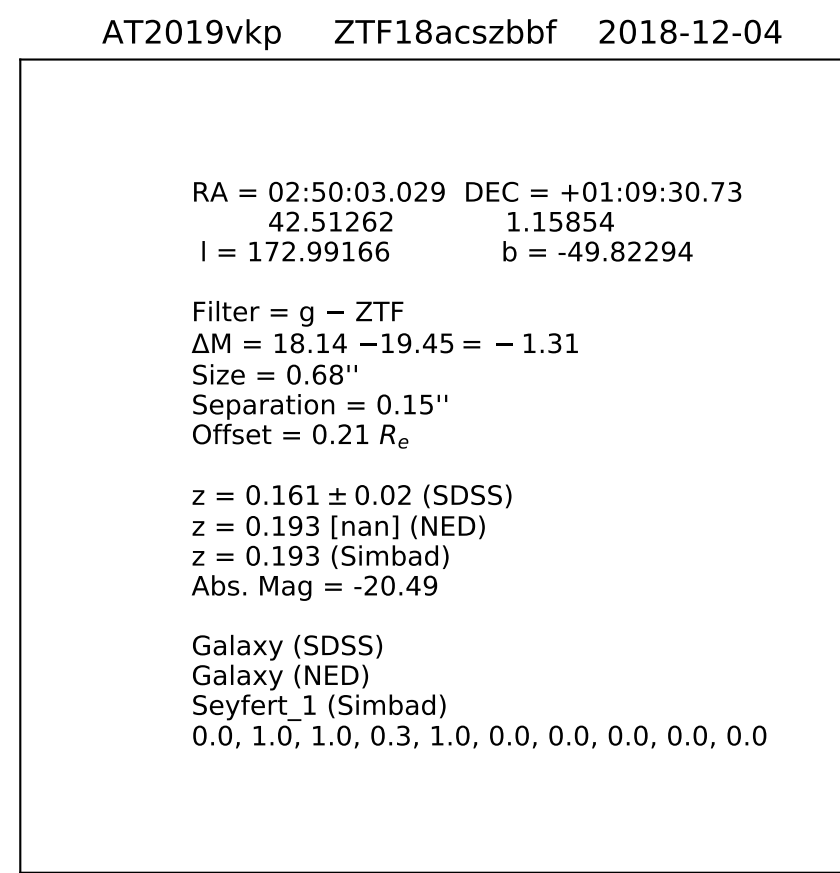 AT2019vkp ZTF18acszbbf 2018-12-04
RA = 02:50:03.029 DEC = +01:09:30.73
42.51262 1.15854
l = 172.99166 b = -49.82294
Filter = g − ZTF
ΔM = 18.14 −19.45 = − 1.31
Size = 0.68''
Separation = 0.15''
Offset = 0.21 Rₑ
z = 0.161 ± 0.02 (SDSS)
z = 0.193 [nan] (NED)
z = 0.193 (Simbad)
Abs. Mag = -20.49
Galaxy (SDSS)
Galaxy (NED)
Seyfert_1 (Simbad)
0.0, 1.0, 1.0, 0.3, 1.0, 0.0, 0.0, 0.0, 0.0, 0.0